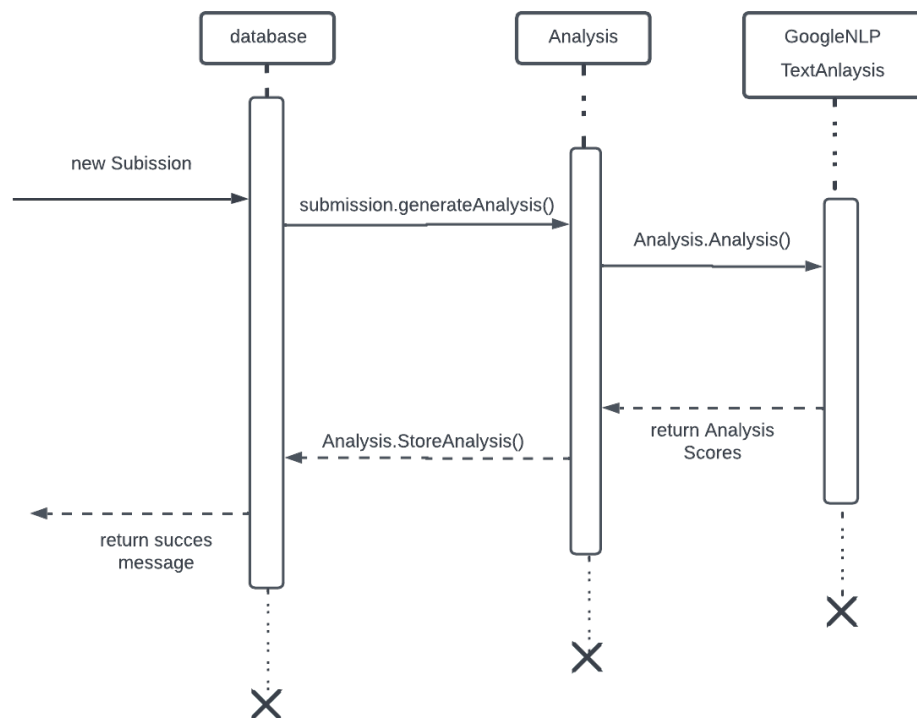 database
Analysis
GoogleNLP
TextAnlaysis
new Subission
submission.generateAnalysis()
Analysis.Analysis()
return Analysis
Scores
Analysis.StoreAnalysis()
return succes
message